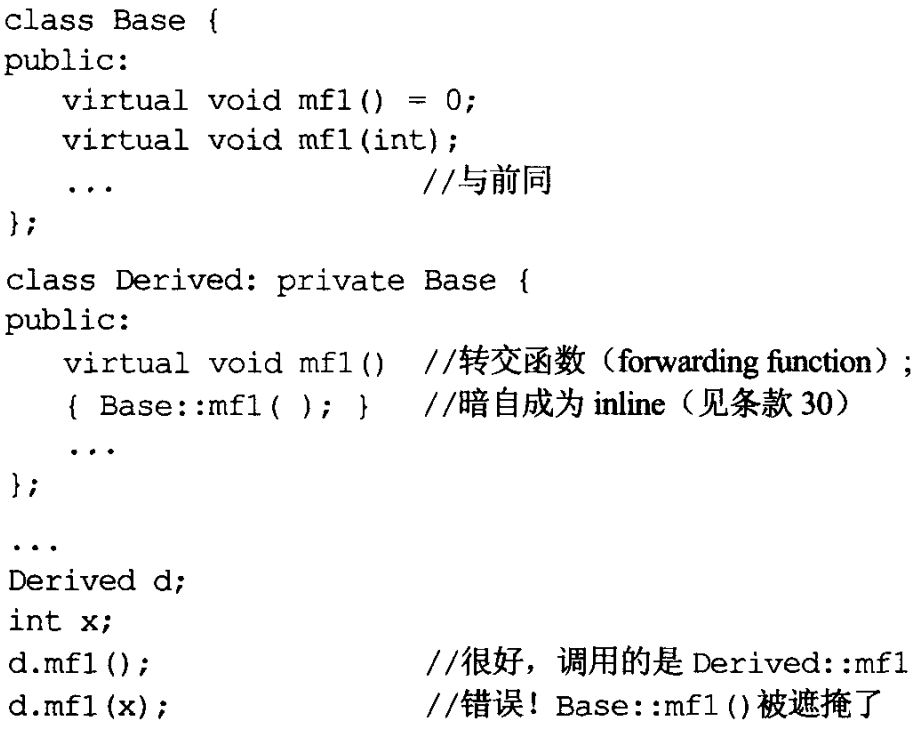 class Base {
public:
   virtual void mf1() = 0;
   virtual void mf1(int);
   ...                //与前同
};
class Derived: private Base {
public:
   virtual void mf1()  //转交函数（forwarding function）;
   { Base::mf1( ); }   //暗自成为 inline（见条款 30）
   ...
};
...
Derived d;
int x;
d.mf1();               //很好，调用的是 Derived::mf1
d.mf1(x);              //错误！Base::mf1()被遮掩了